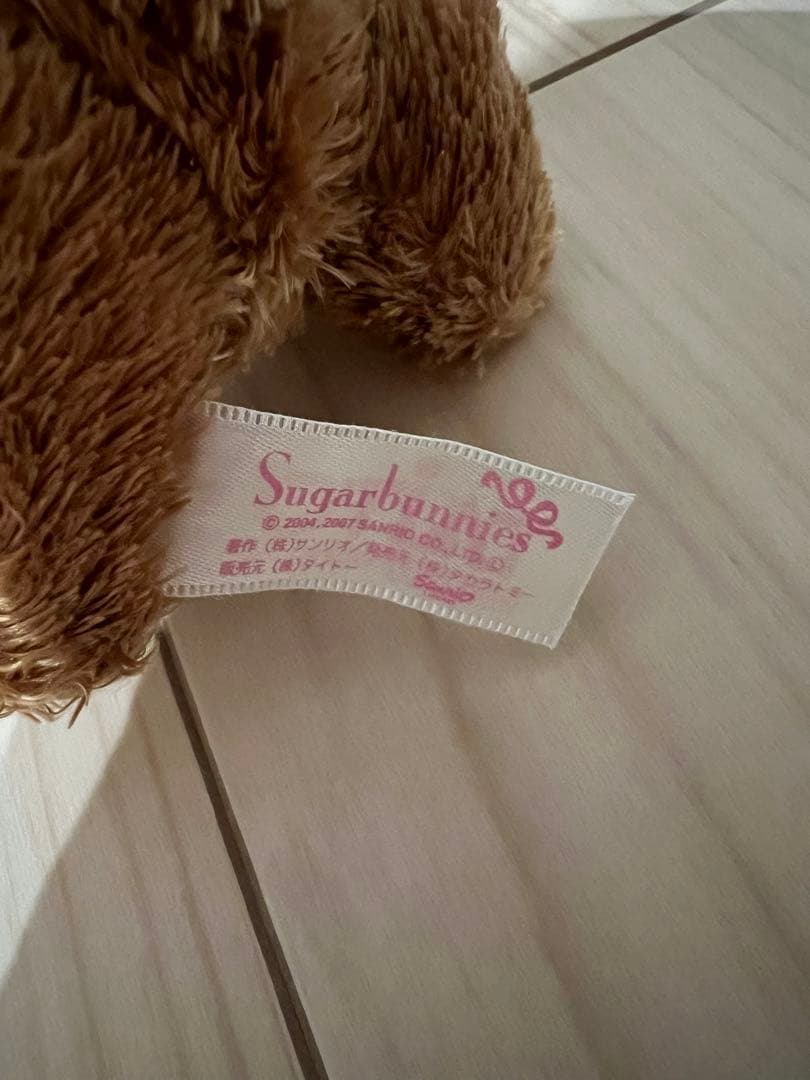 Sugarbunnies
© 2004, 2007 SANRIO CO., LTD.
著作 (株)サンリオ/発売元 (株)タカラトミー
販売元 (株)タイトー
Sanrio